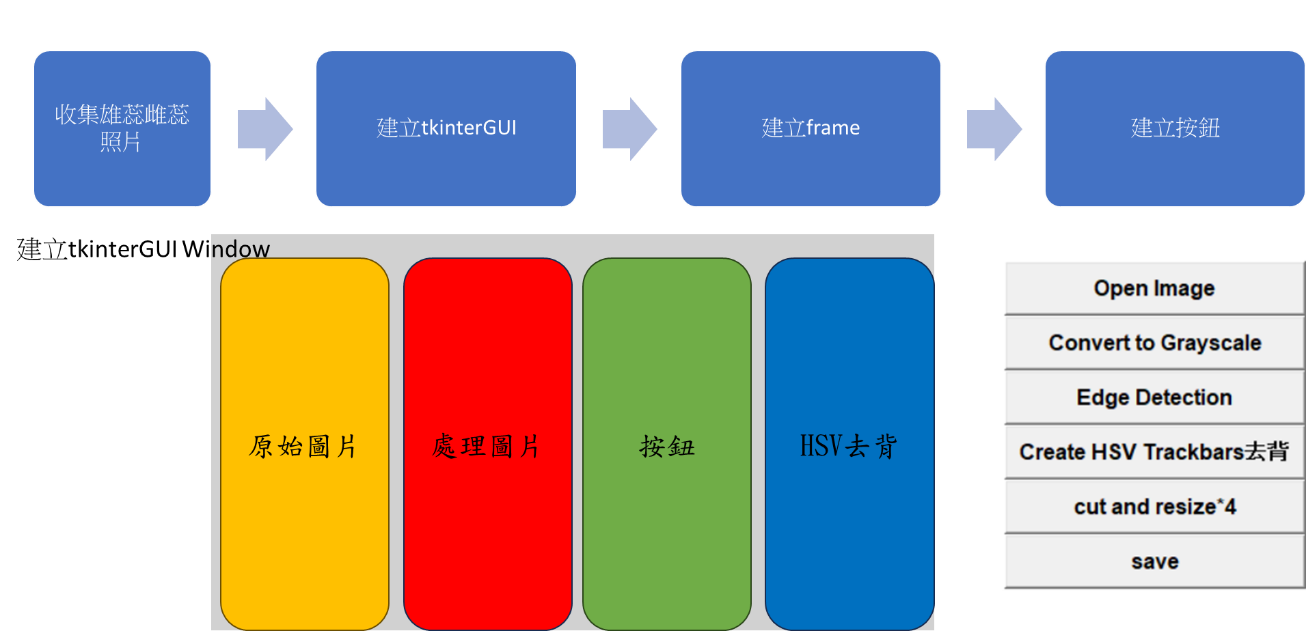 收集雄蕊雌蕊
照片
建立tkinterGUI
建立frame
建立按鈕
建立tkinterGUI Window
原始圖片
處理圖片
按鈕
HSV去背
Open Image
Convert to Grayscale
Edge Detection
Create HSV Trackbars去背
cut and resize*4
save